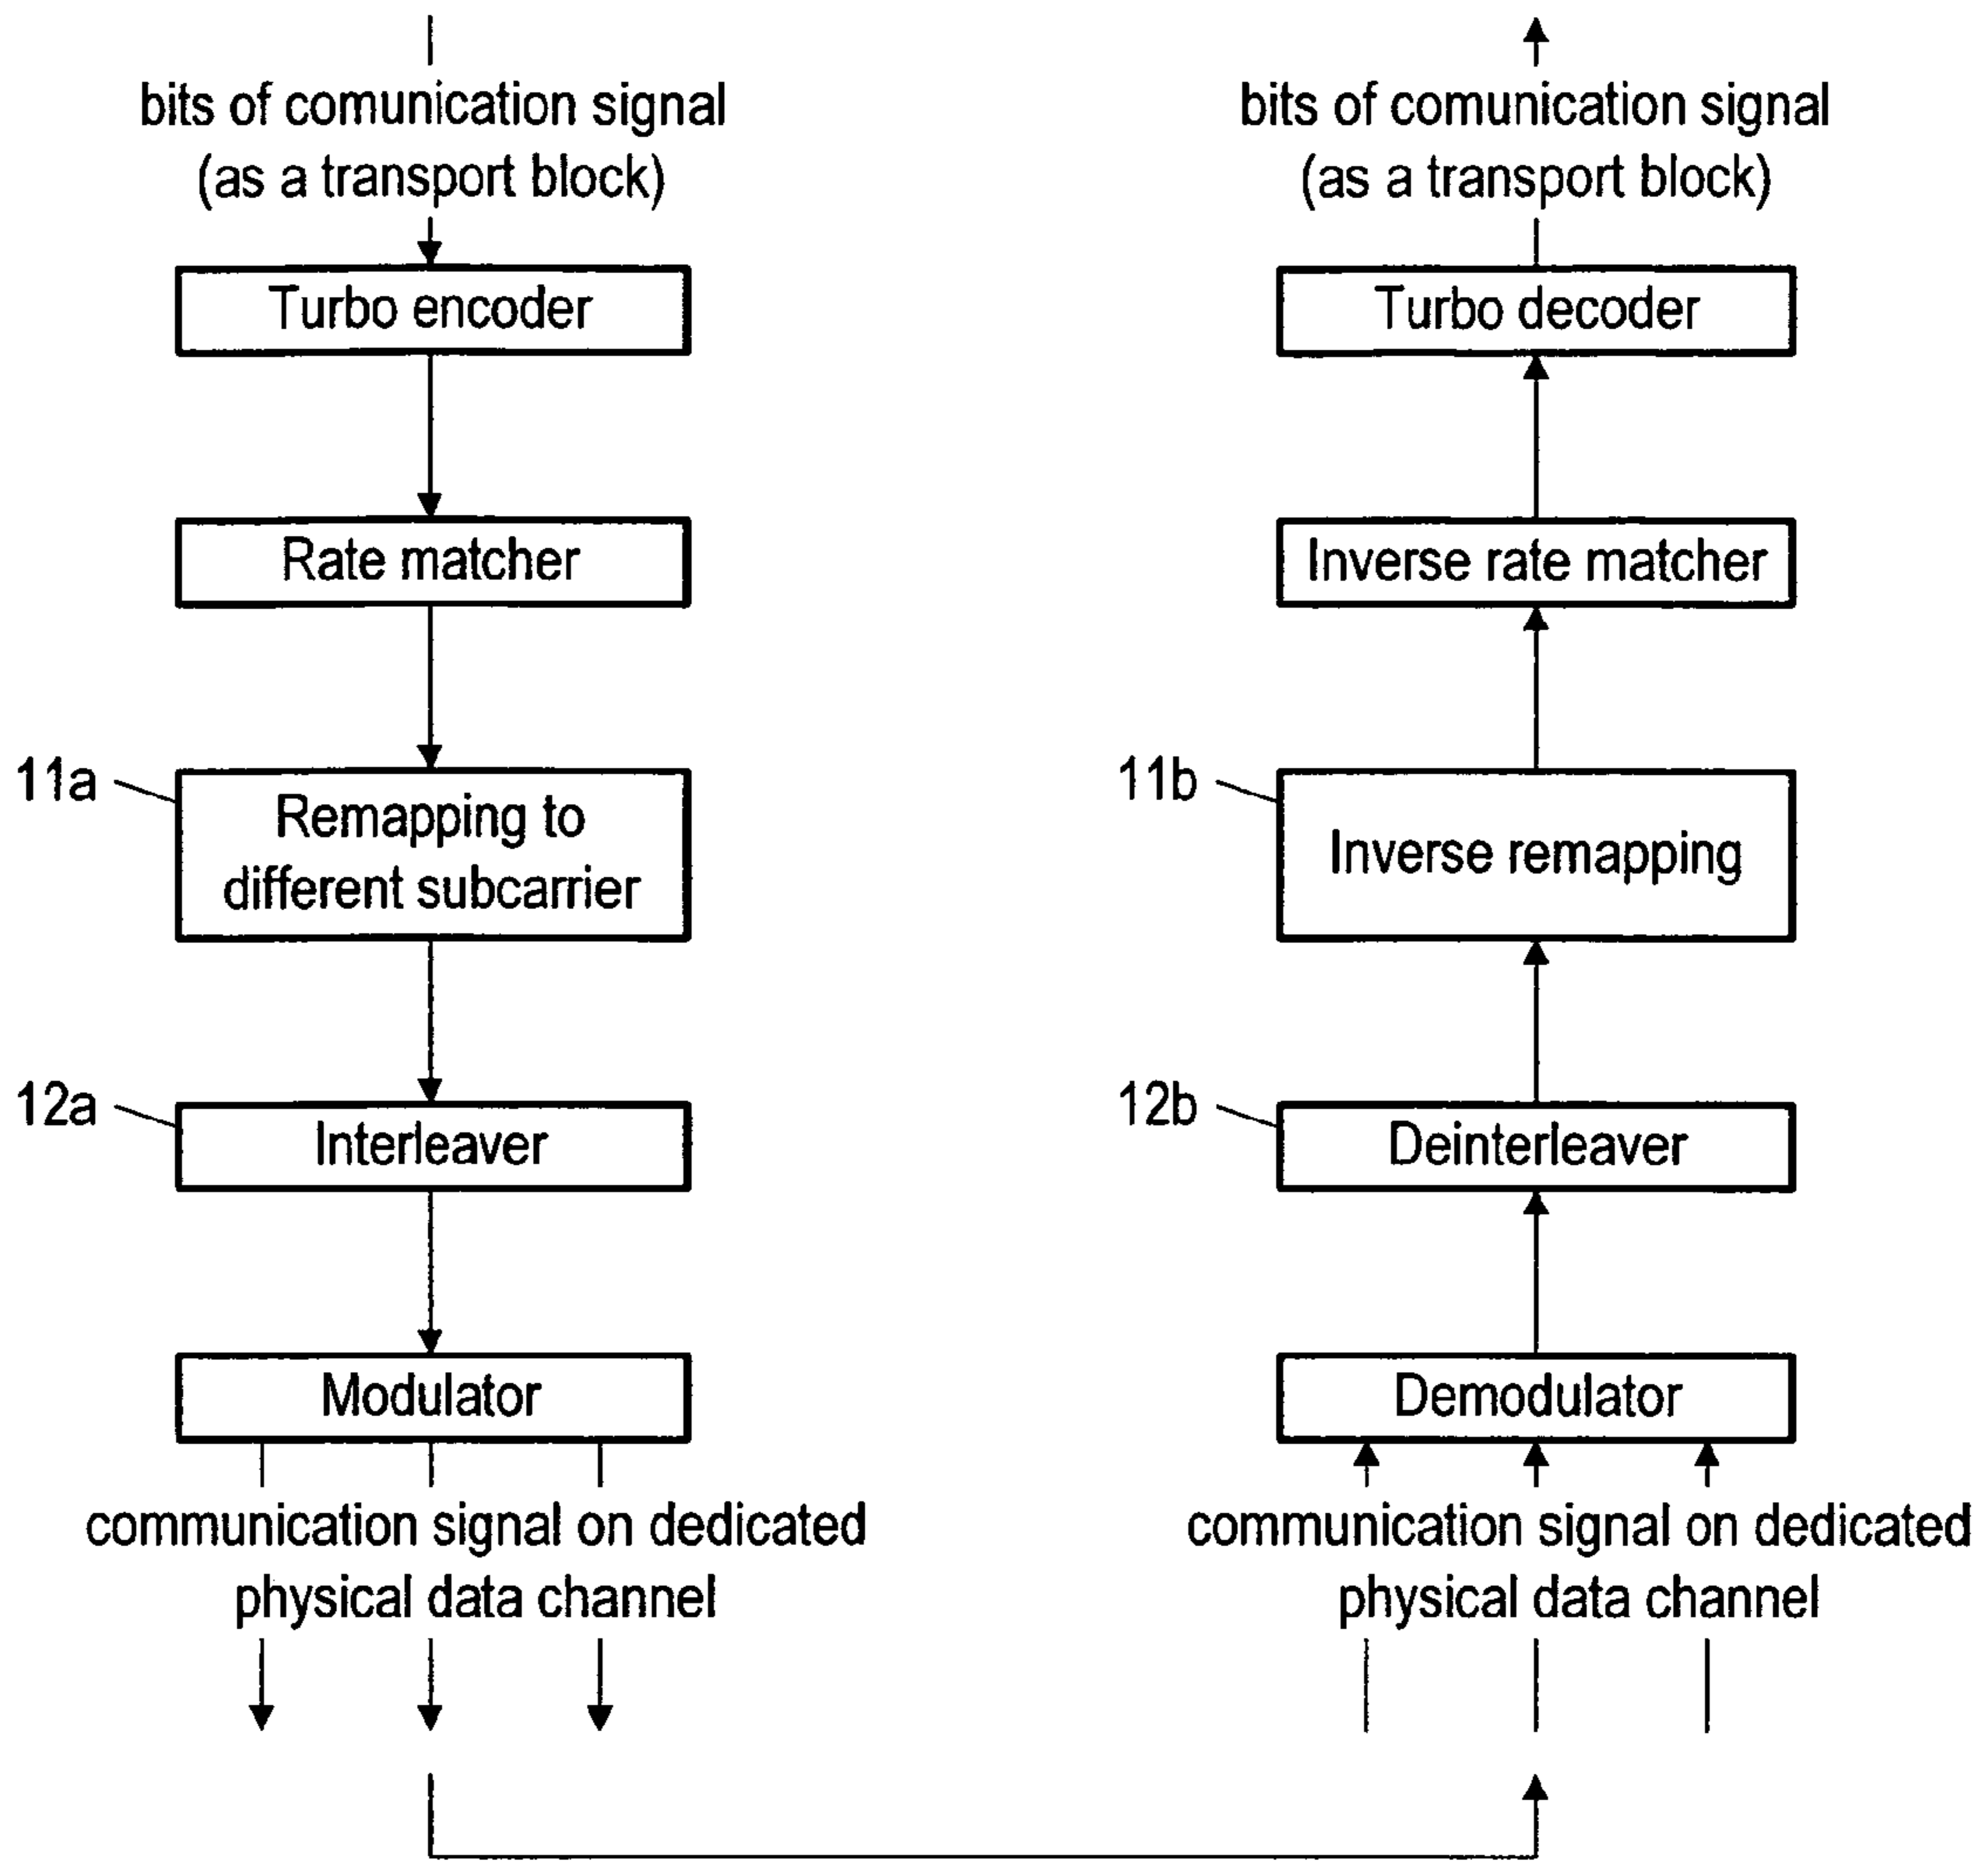 bits of comunication signal
(as a transport block)
Turbo encoder
Rate matcher
11a
Remapping to
different subcarrier
12a
Interleaver
Modulator
communication signal on dedicated
physical data channel
bits of comunication signal
(as a transport block)
Turbo decoder
Inverse rate matcher
11b
Inverse remapping
12b
Deinterleaver
Demodulator
communication signal on dedicated
physical data channel